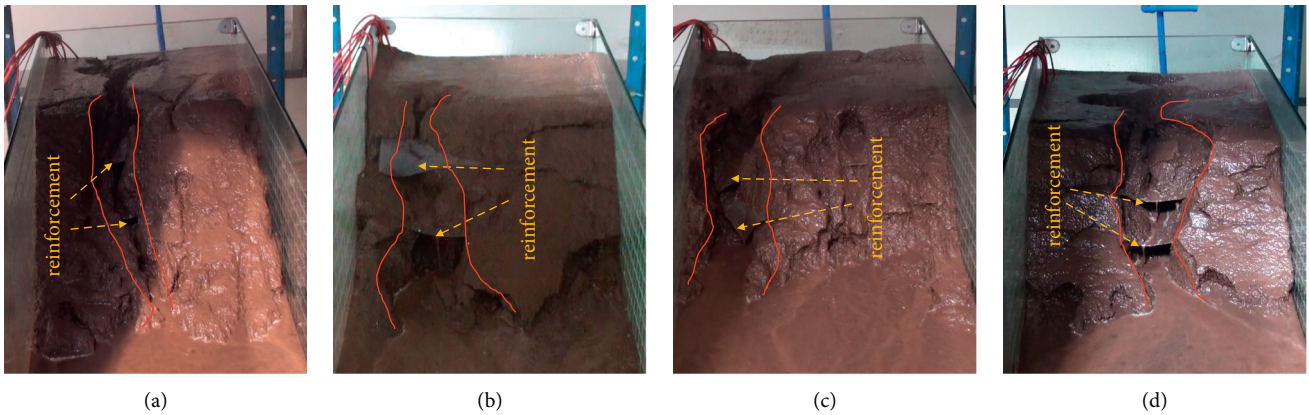 reinforcement
reinforcement
reinforcement
reinforcement
(a)
(b)
(c)
(d)